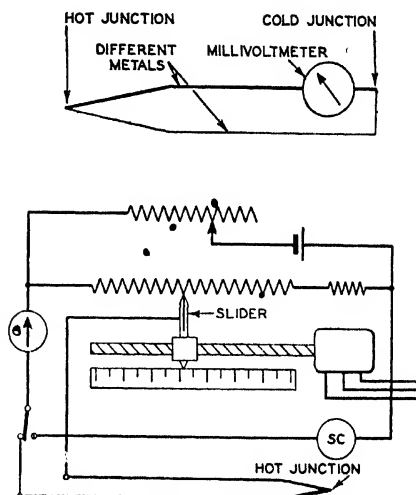 HOT JUNCTION
COLD JUNCTION
DIFFERENT
METALS
MILLIVOLTMETER
SLIDER
SC
HOT JUNCTION